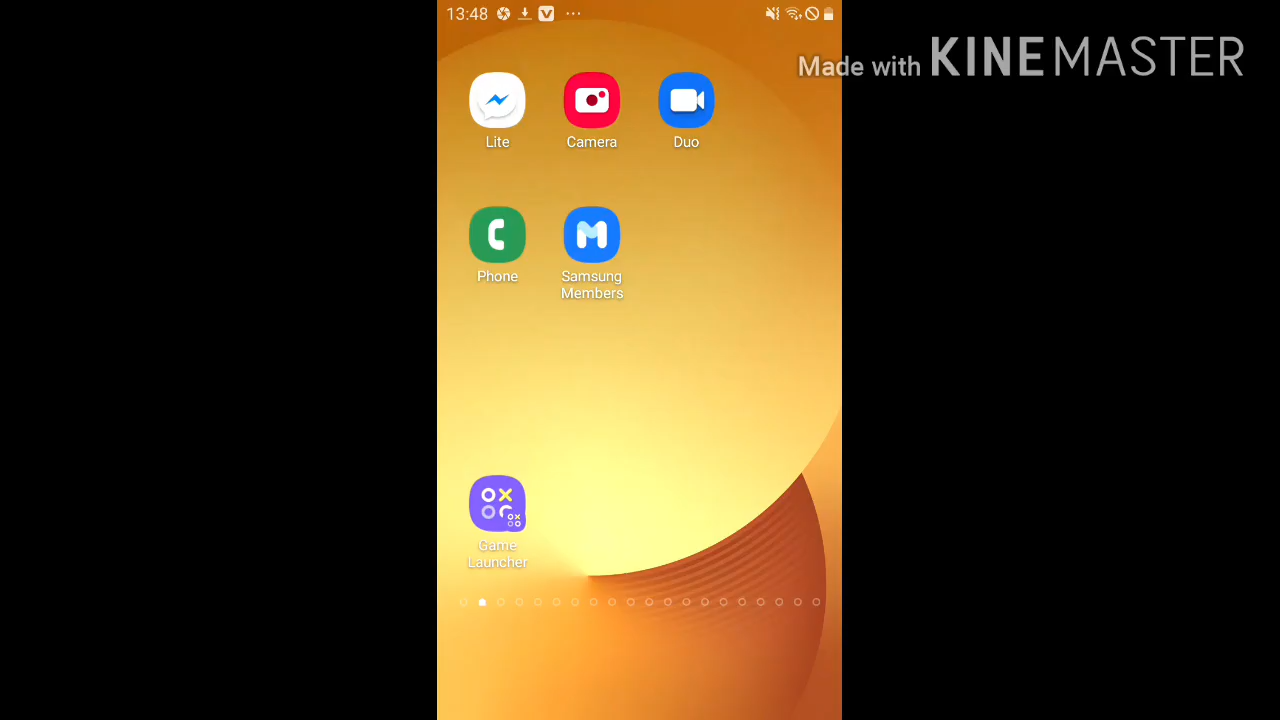 13:48
Made with KINEMASTER
Lite
Camera
Duo
Phone
Samsung
Members
Game
Launcher